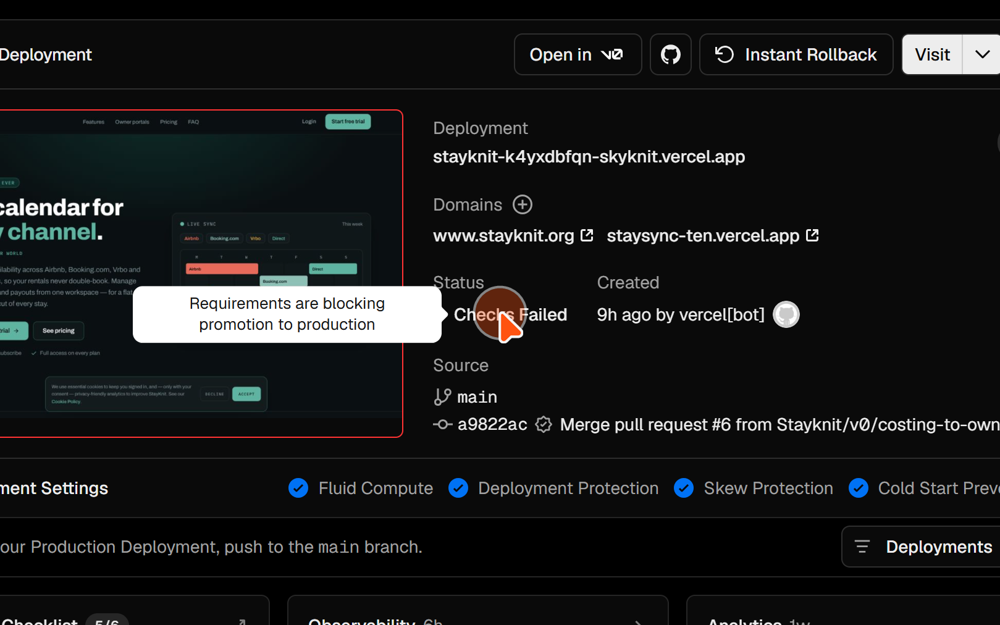 Deployment
Open in v0
Instant Rollback
Visit
Features Owner portals Pricing FAQ
Login
Start free trial
EVER
calendar for
channel.
R WORLD
ilability across Airbnb, Booking.com, Vrbo and
, so your rentals never double-book. Manage
nd payouts from one workspace — for a flat
cut of every stay.
trial →
See pricing
ubscribe
Full access on every plan
LIVE SYNC
This week
Airbnb Booking.com Vrbo Direct
M T W T F S S
Airbnb
Direct
Booking.com
We use essential cookies to keep you signed in, and — only with your
consent — privacy-friendly analytics to improve StayKnit. See our
Cookie Policy.
DECLINE
ACCEPT
Requirements are blocking
promotion to production
Deployment
stayknit-k4yxdbfqn-skyknit.vercel.app
Domains
www.stayknit.org staysync-ten.vercel.app
Status
Checks Failed
Created
9h ago by vercel[bot]
Source
main
a9822ac Merge pull request #6 from Stayknit/v0/costing-to-own
ment Settings
Fluid Compute
Deployment Protection
Skew Protection
Cold Start Prev
our Production Deployment, push to the main branch.
Deployments
Checklist 5/6
Observability 6h
Analytics 1w